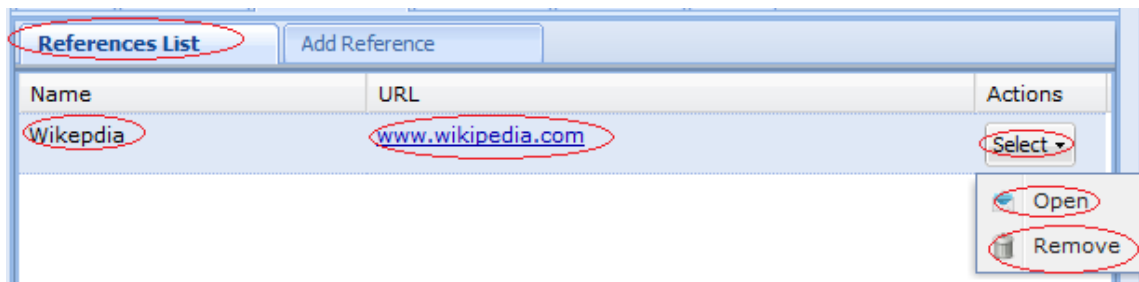 References List Add Reference
Name URL Actions
Wikepdia www.wikipedia.com Select
Open
Remove